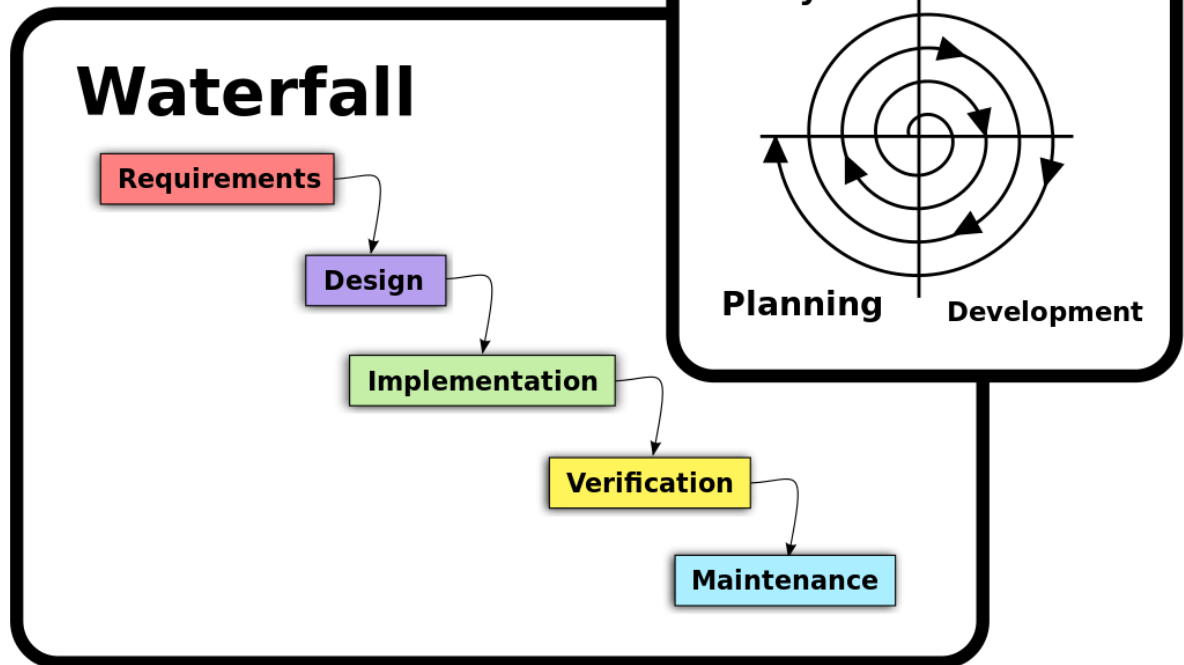 Waterfall
Requirements
Design
Implementation
Verification
Maintenance
Planning
Development